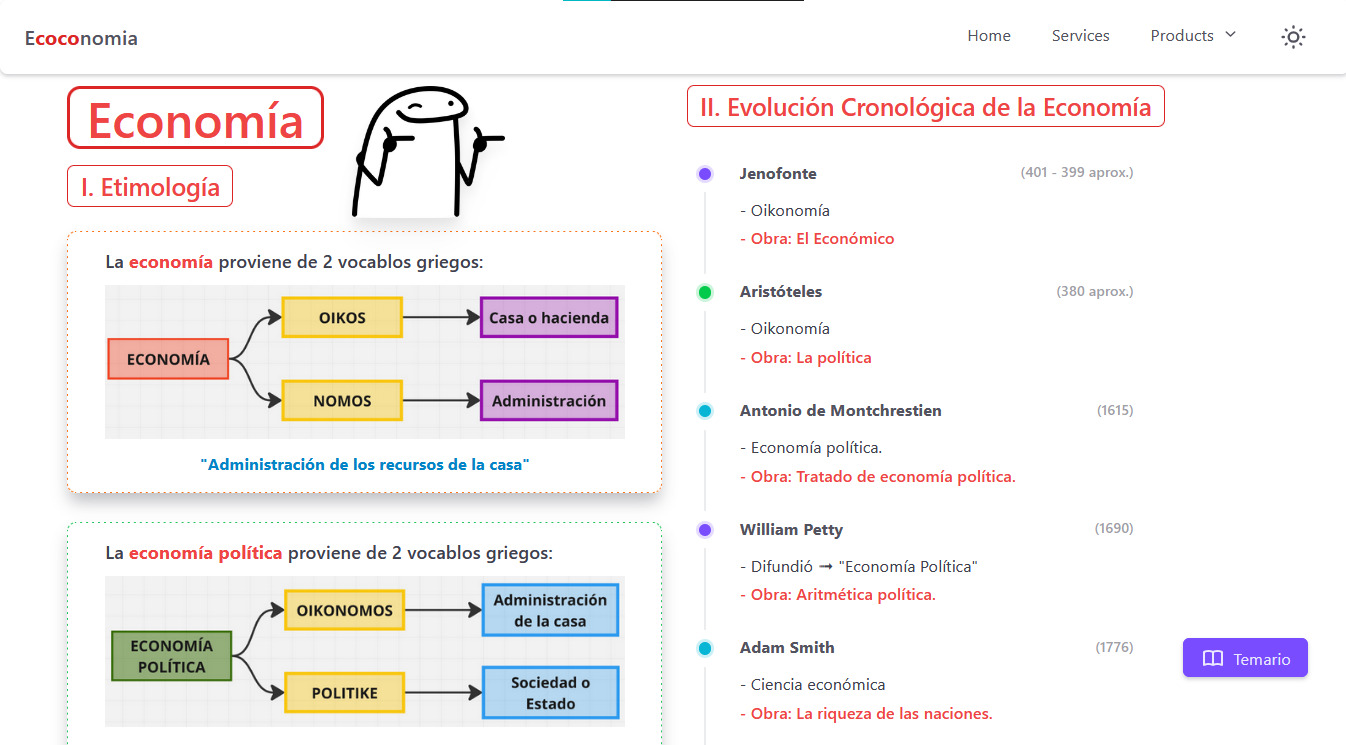 Ecoconomia
Home
Services
Products
Economía
I. Etimología
La economía proviene de 2 vocablos griegos:
ECONOMÍA
OIKOS
Casa o hacienda
NOMOS
Administración
"Administración de los recursos de la casa"
La economía política proviene de 2 vocablos griegos:
ECONOMÍA
POLÍTICA
OIKONOMOS
Administración
de la casa
POLITIKE
Sociedad o
Estado
II. Evolución Cronológica de la Economía
Jenofonte (401 - 399 aprox.)
- Oikonomía
- Obra: El Económico
Aristóteles (380 aprox.)
- Oikonomía
- Obra: La política
Antonio de Montchrestien (1615)
- Economía política.
- Obra: Tratado de economía política.
William Petty (1690)
- Difundió ➞ "Economía Política"
- Obra: Aritmética política.
Adam Smith (1776)
- Ciencia económica
- Obra: La riqueza de las naciones.
Temario